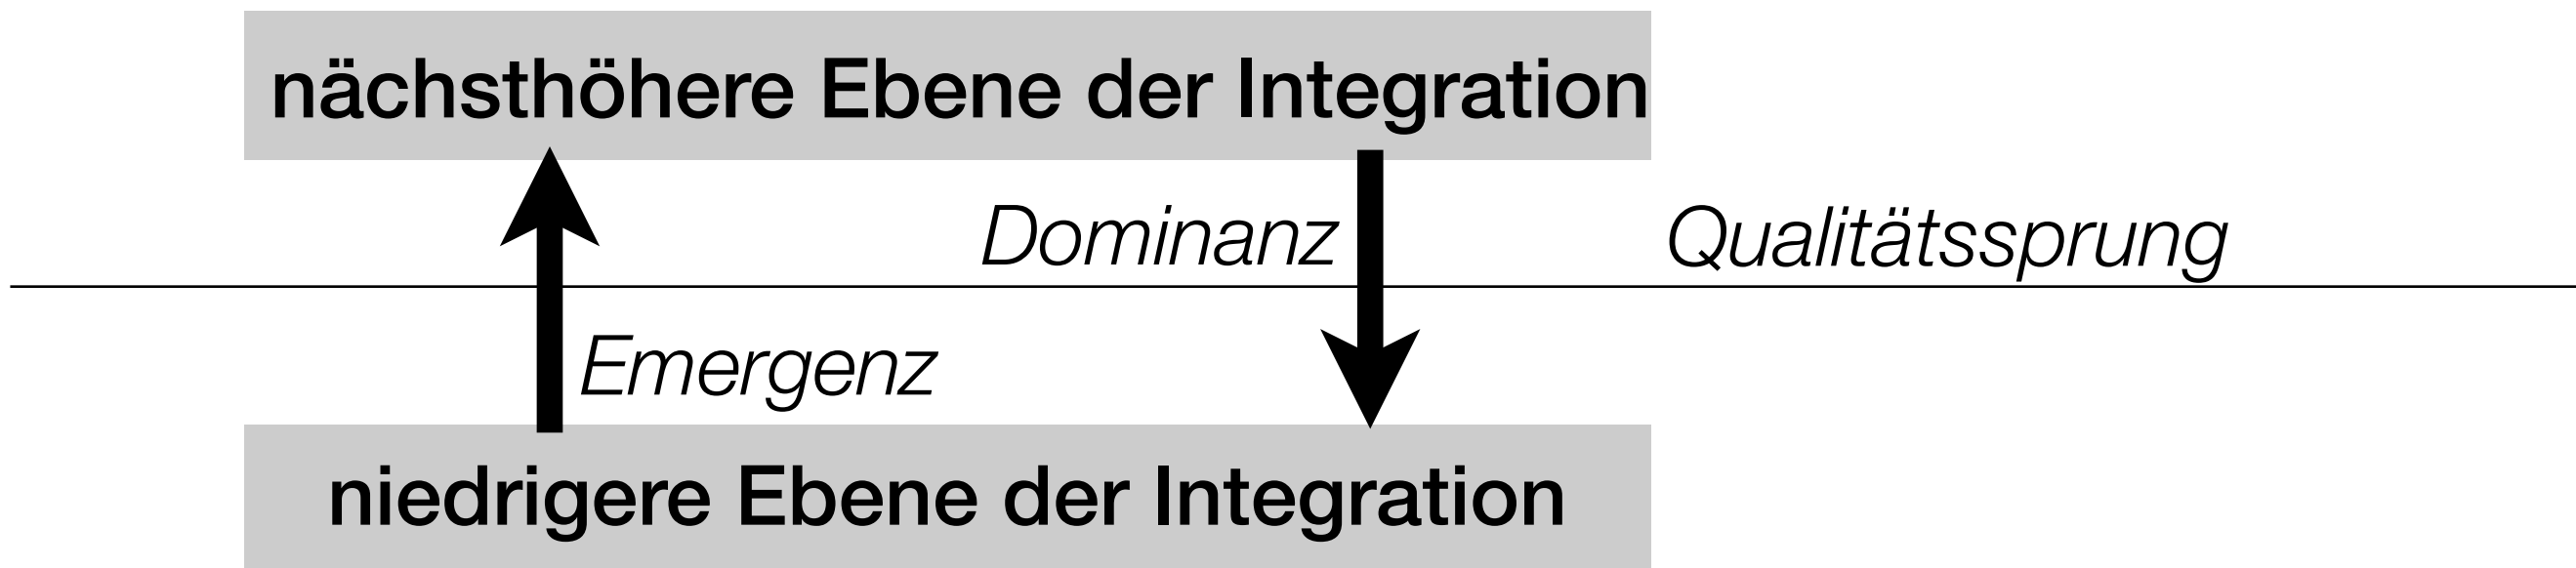 nächsthöhere Ebene der Integration
Dominanz
Qualitätssprung
Emergenz
niedrigere Ebene der Integration